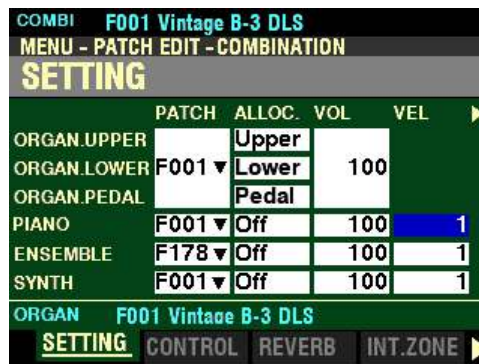 COMBI F001 Vintage B-3 DLS
MENU - PATCH EDIT - COMBINATION
SETTING
PATCH ALLOC. VOL VEL
ORGAN.UPPER Upper
ORGAN.LOWER F001 ▼ Lower 100
ORGAN.PEDAL Pedal
PIANO F001 ▼ Off 100 1
ENSEMBLE F178 ▼ Off 100 1
SYNTH F001 ▼ Off 100 1
ORGAN F001 Vintage B-3 DLS
SETTING CONTROL REVERB INT.ZONE